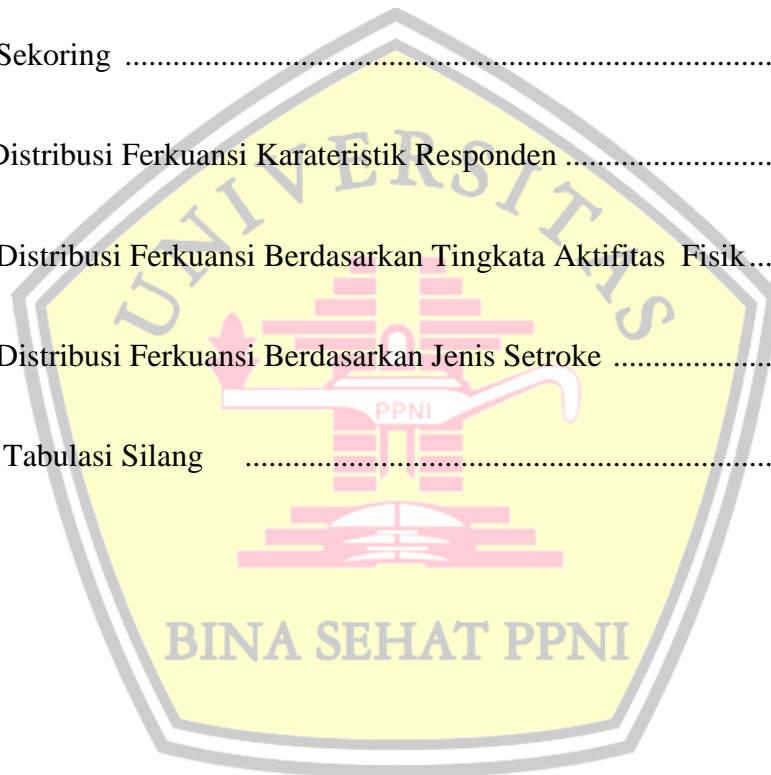 Sekoring ................................................................................
Distribusi Ferkuansi Karateristik Responden ..........................
Distribusi Ferkuansi Berdasarkan Tingkata Aktifitas Fisik ...
Distribusi Ferkuansi Berdasarkan Jenis Setroke ....................
Tabulasi Silang ..................................................................
UNIVERSITAS
PPNI
BINA SEHAT PPNI